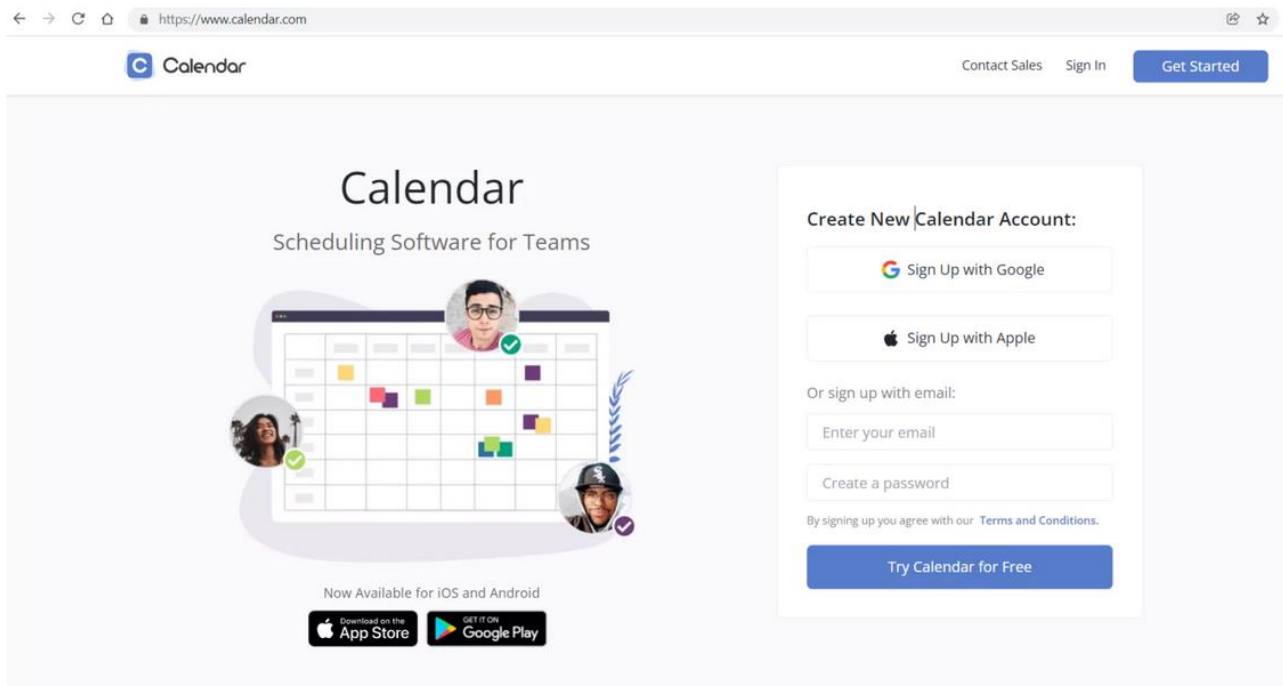 https://www.calendar.com
C Calendar
Contact Sales Sign In Get Started
Calendar
Scheduling Software for Teams
Now Available for iOS and Android
Download on the
App Store
GET IT ON
Google Play
Create New Calendar Account:
G Sign Up with Google
Sign Up with Apple
Or sign up with email:
Enter your email
Create a password
By signing up you agree with our Terms and Conditions.
Try Calendar for Free